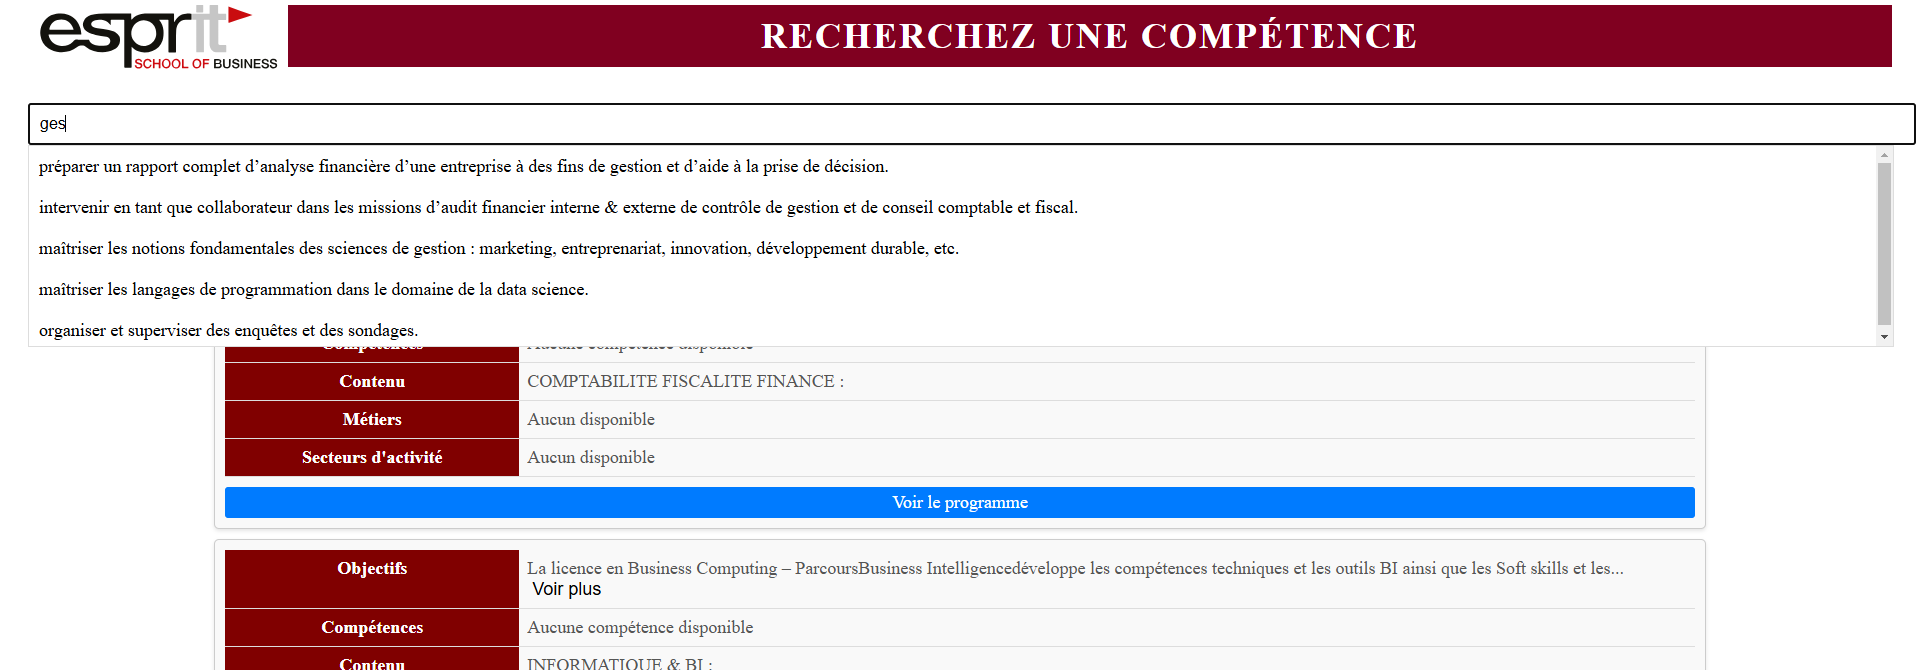 esprit
SCHOOL OF BUSINESS
RECHERCHEZ UNE COMPÉTENCE
ges
préparer un rapport complet d’analyse financière d’une entreprise à des fins de gestion et d’aide à la prise de décision.
intervenir en tant que collaborateur dans les missions d’audit financier interne & externe de contrôle de gestion et de conseil comptable et fiscal.
maîtriser les notions fondamentales des sciences de gestion : marketing, entreprenariat, innovation, développement durable, etc.
maîtriser les langages de programmation dans le domaine de la data science.
organiser et superviser des enquêtes et des sondages.
Compétences Aucune compétence disponible
Contenu COMPTABILITE FISCALITE FINANCE :
Métiers Aucun disponible
Secteurs d'activité Aucun disponible
Voir le programme
Objectifs La licence en Business Computing – ParcoursBusiness Intelligencedéveloppe les compétences techniques et les outils BI ainsi que les Soft skills et les...
Voir plus
Compétences Aucune compétence disponible
Contenu INFORMATIQUE & BI :